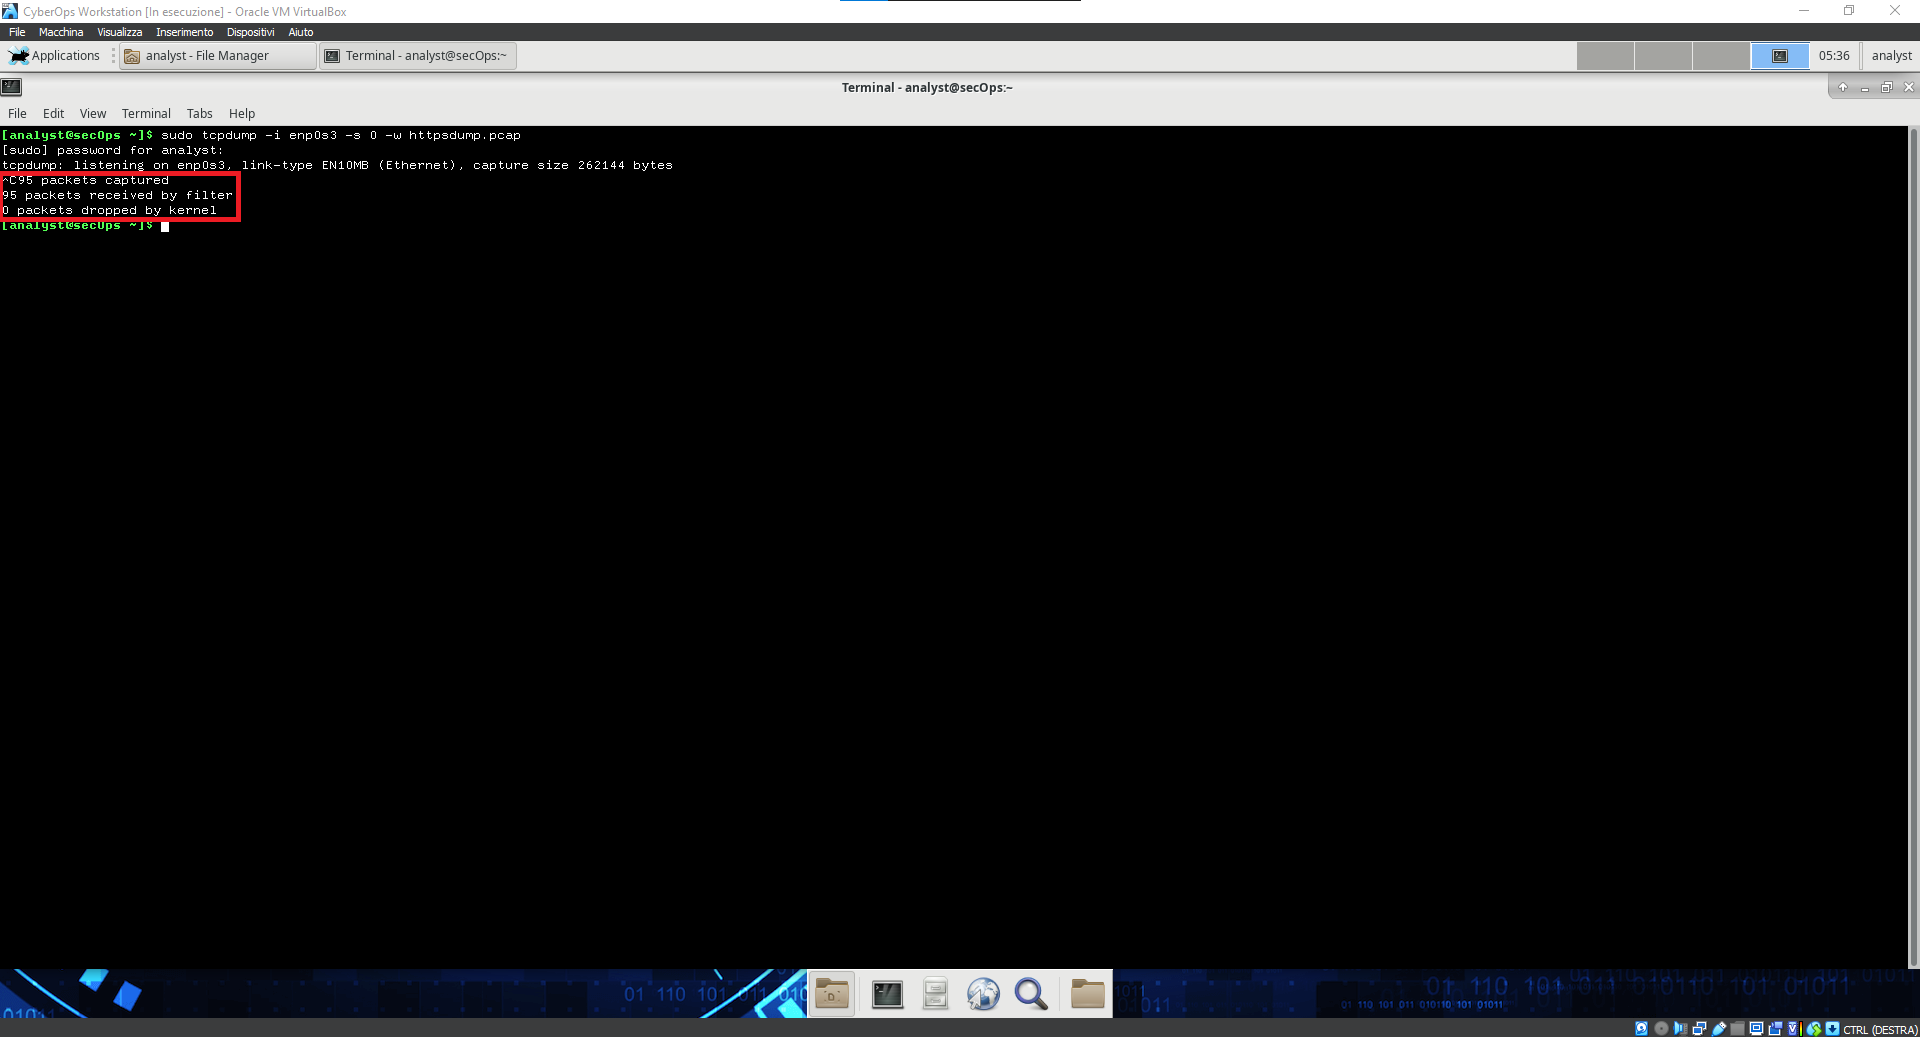 CyberOps Workstation [In esecuzione] - Oracle VM VirtualBox
File Macchina Visualizza Inserimento Dispositivi Aiuto
Applications analyst - File Manager Terminal - analyst@secOps:~ 05:36 analyst
Terminal - analyst@secOps:~
File Edit View Terminal Tabs Help
[analyst@secOps ~]$ sudo tcpdump -i enp0s3 -s 0 -w httpsdump.pcap
[sudo] password for analyst:
tcpdump: listening on enp0s3, link-type EN10MB (Ethernet), capture size 262144 bytes
^C95 packets captured
95 packets received by filter
0 packets dropped by kernel
[analyst@secOps ~]$
CTRL (DESTRA)